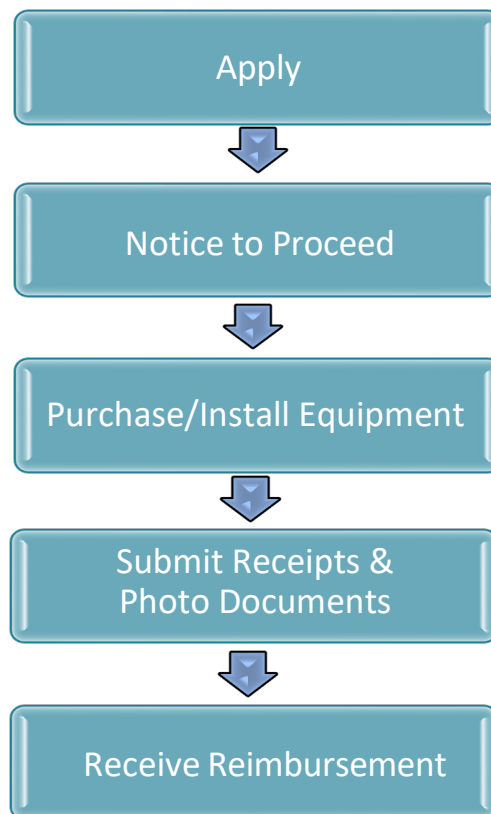 Apply
Notice to Proceed
Purchase/Install Equipment
Submit Receipts &
Photo Documents
Receive Reimbursement